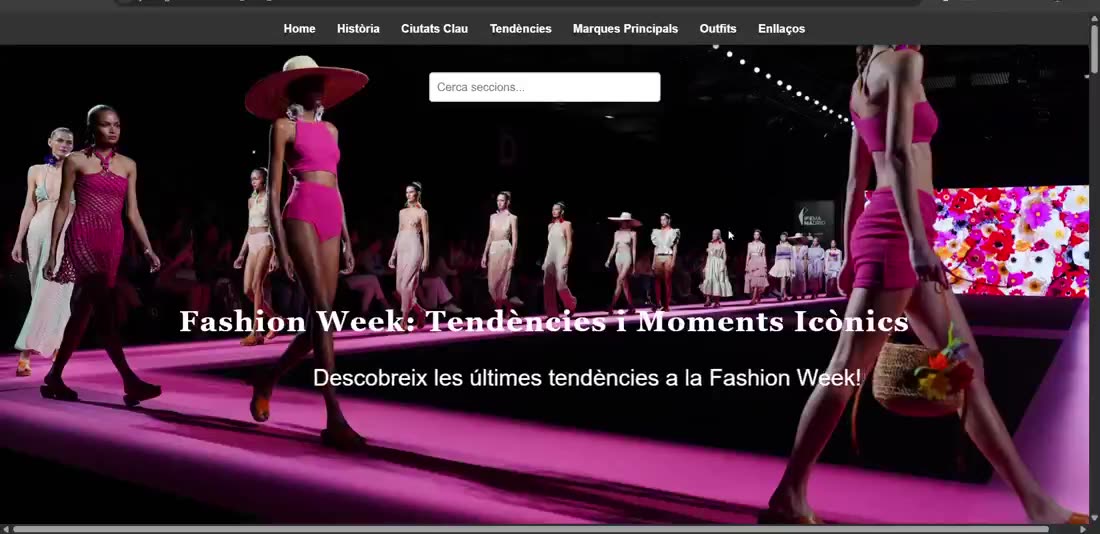 Home Història Ciutats Clau Tendències Marques Principals Outfits Enllaços
Cerca seccions...
Fashion Week: Tendències i Moments Icònics
Descobreix les últimes tendències a la Fashion Week!